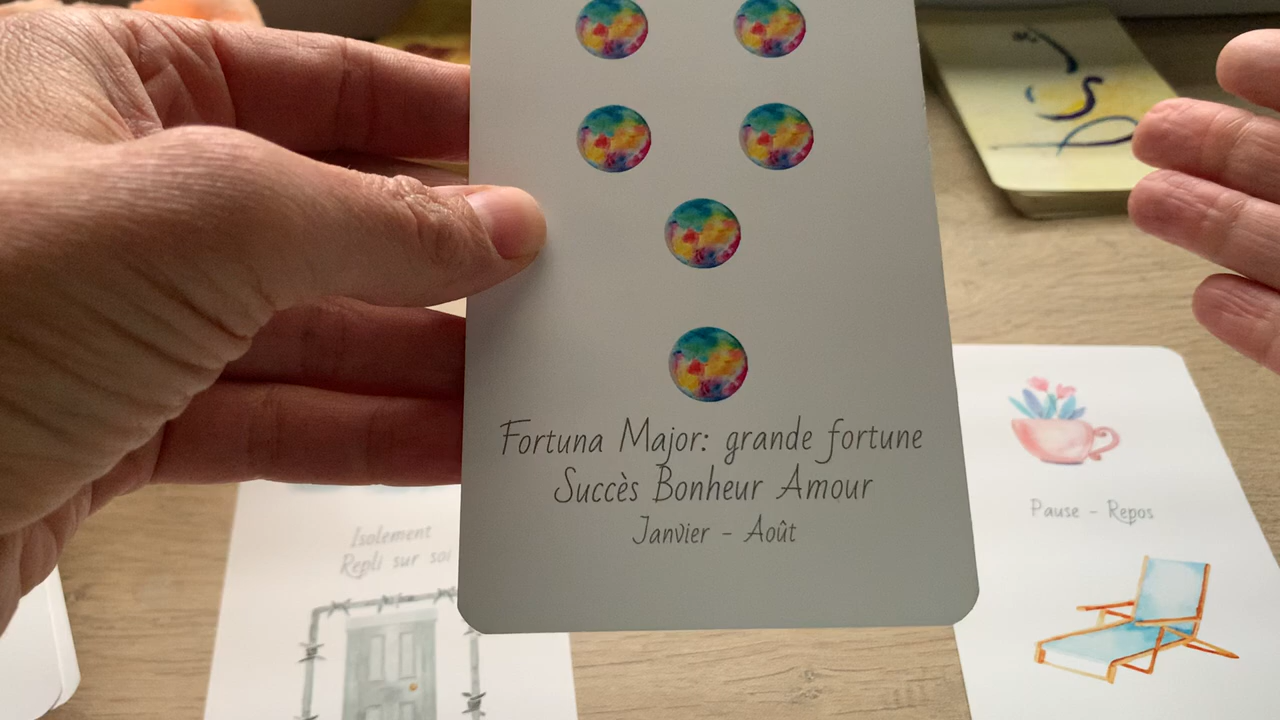 Fortuna Major: grande fortune
Succès Bonheur Amour
Janvier - Août
Isolement
Repli sur soi
Pause - Repos